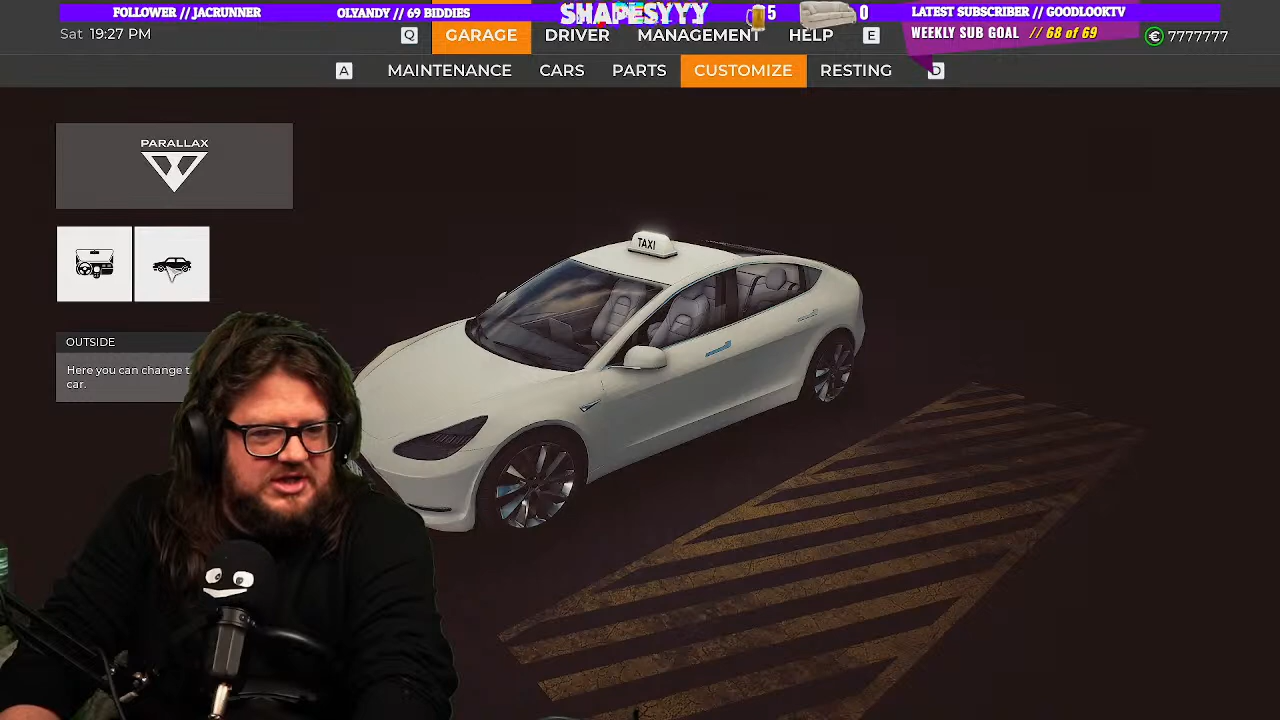 FOLLOWER // JACRUNNER
OLYANDY // 69 BIDDIES
SHAPESYYY
5
0
LATEST SUBSCRIBER // GOODLOOKTV
WEEKLY SUB GOAL // 68 of 69
Sat 19:27 PM
Q GARAGE DRIVER MANAGEMENT HELP E
€ 7777777
A MAINTENANCE CARS PARTS CUSTOMIZE RESTING D
PARALLAX
TAXI
OUTSIDE
Here you can change
car.